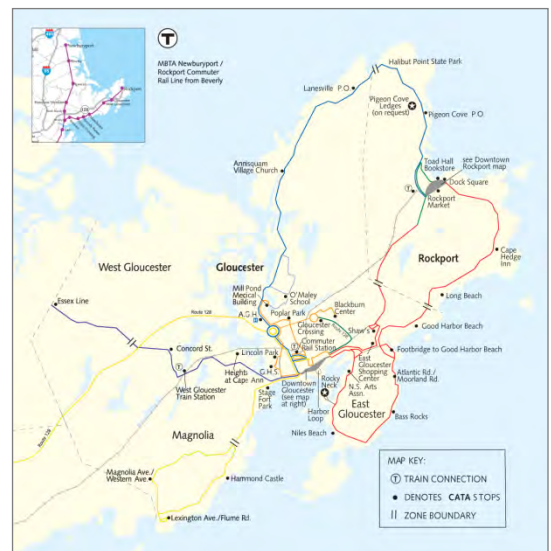 T
MBTA Newburyport/
Rockport Commuter
Rail Line from Beverly
Halibut Point State Park
Lanesville P.O.
Pigeon Cove
Ledges
(on request)
Pigeon Cove P.O.
Annisquam
Village Church
Toad Hall
Bookstore
see Downtown
Rockport map
Dock Square
T
Rockport
Market
West Gloucester
Gloucester
Rockport
Cape
Hedge
Inn
Mill Pond
Medical
Building
O'Maley
School
Essex Line
Route 128
A.G.H.
Poplar Park
Blackburn
Center
Long Beach
Gloucester
Crossing
Shaw's
Good Harbor Beach
Concord St.
Lincoln Park
Commuter
Rail Station
T
Footbridge to Good Harbor Beach
G.H.S.
Heights
at Cape Ann
East
Gloucester
Shopping
Center
Atlantic Rd./
Moorland Rd.
T
West Gloucester
Train Station
Stage
Fort
Park
Downtown
Gloucester
(see map
at right)
Rocky
Neck
N.S. Arts
Assn.
Harbor
Loop
East
Gloucester
Bass Rocks
Route 128
Magnolia
Niles Beach
Magnolia Ave./
Western Ave.
Hammond Castle
Lexington Ave./Flume Rd.
MAP KEY:
T TRAIN CONNECTION
• DENOTES CATA STOPS
|| ZONE BOUNDARY